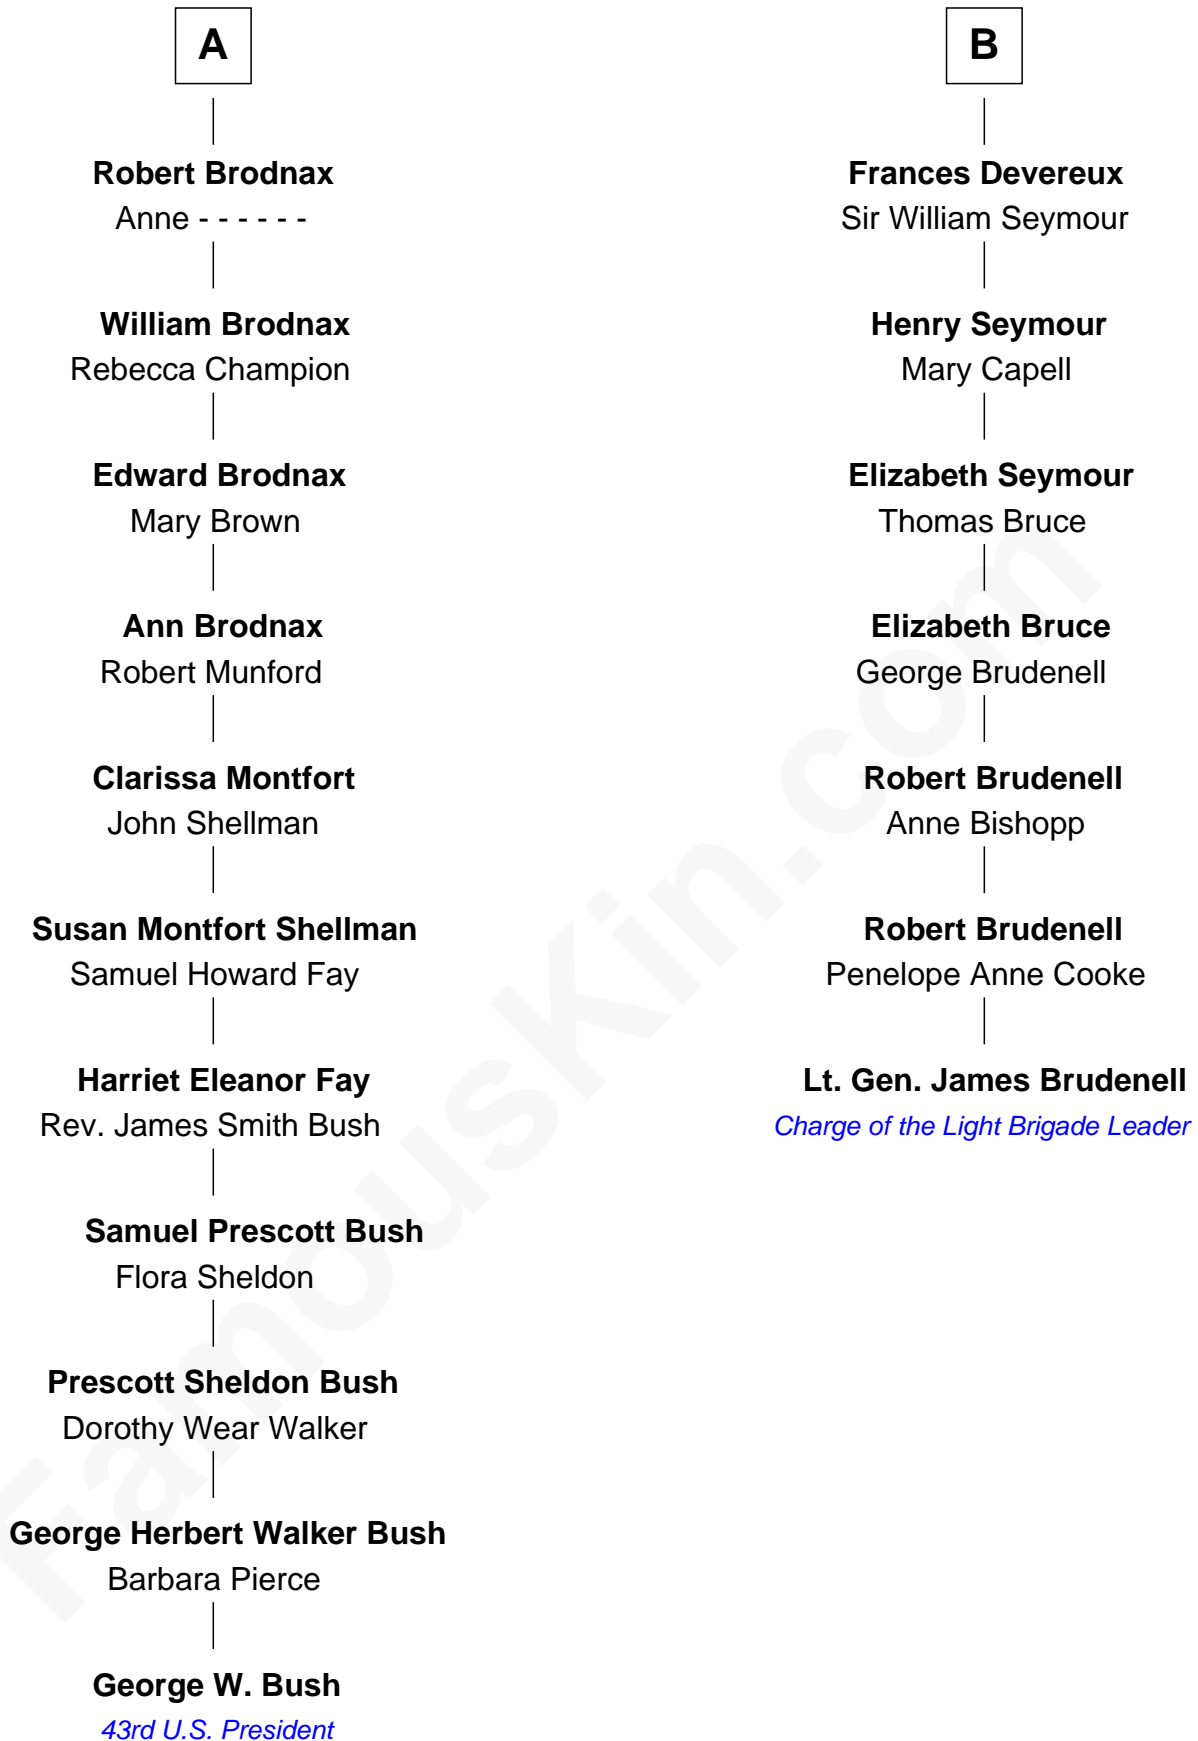 A
Robert Brodnax
Anne - - - - - -
William Brodnax
Rebecca Champion
Edward Brodnax
Mary Brown
Ann Brodnax
Robert Munford
Clarissa Montfort
John Shellman
Susan Montfort Shellman
Samuel Howard Fay
Harriet Eleanor Fay
Rev. James Smith Bush
Samuel Prescott Bush
Flora Sheldon
Prescott Sheldon Bush
Dorothy Wear Walker
George Herbert Walker Bush
Barbara Pierce
George W. Bush
43rd U.S. President
B
Frances Devereux
Sir William Seymour
Henry Seymour
Mary Capell
Elizabeth Seymour
Thomas Bruce
Elizabeth Bruce
George Brudenell
Robert Brudenell
Anne Bishopp
Robert Brudenell
Penelope Anne Cooke
Lt. Gen. James Brudenell
Charge of the Light Brigade Leader
FamousKin.com